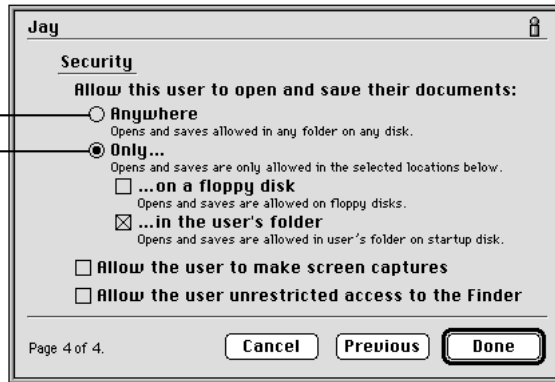 Jay
Security
Allow this user to open and save their documents:
Anywhere
Opens and saves allowed in any folder on any disk.
Only...
Opens and saves are only allowed in the selected locations below.
...on a floppy disk
Opens and saves are allowed on floppy disks.
...in the user's folder
Opens and saves are allowed in user's folder on startup disk.
Allow the user to make screen captures
Allow the user unrestricted access to the Finder
Page 4 of 4.
Cancel
Previous
Done